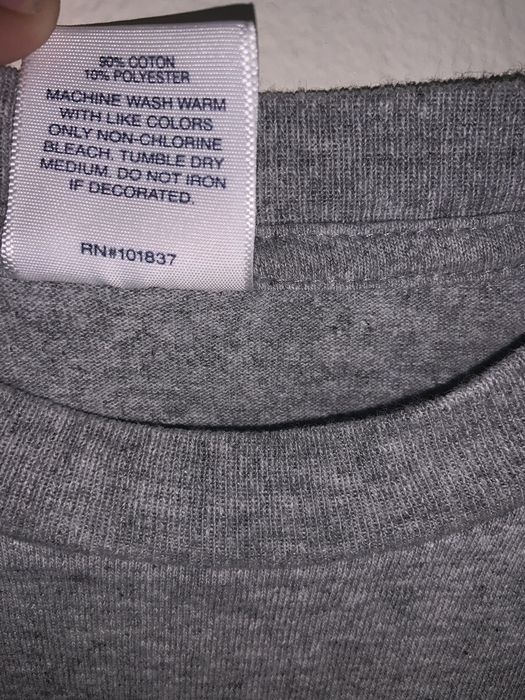 90% COTON
10% POLYESTER
MACHINE WASH WARM
WITH LIKE COLORS
ONLY NON-CHLORINE
BLEACH. TUMBLE DRY
MEDIUM. DO NOT IRON
IF DECORATED.
RN#101837